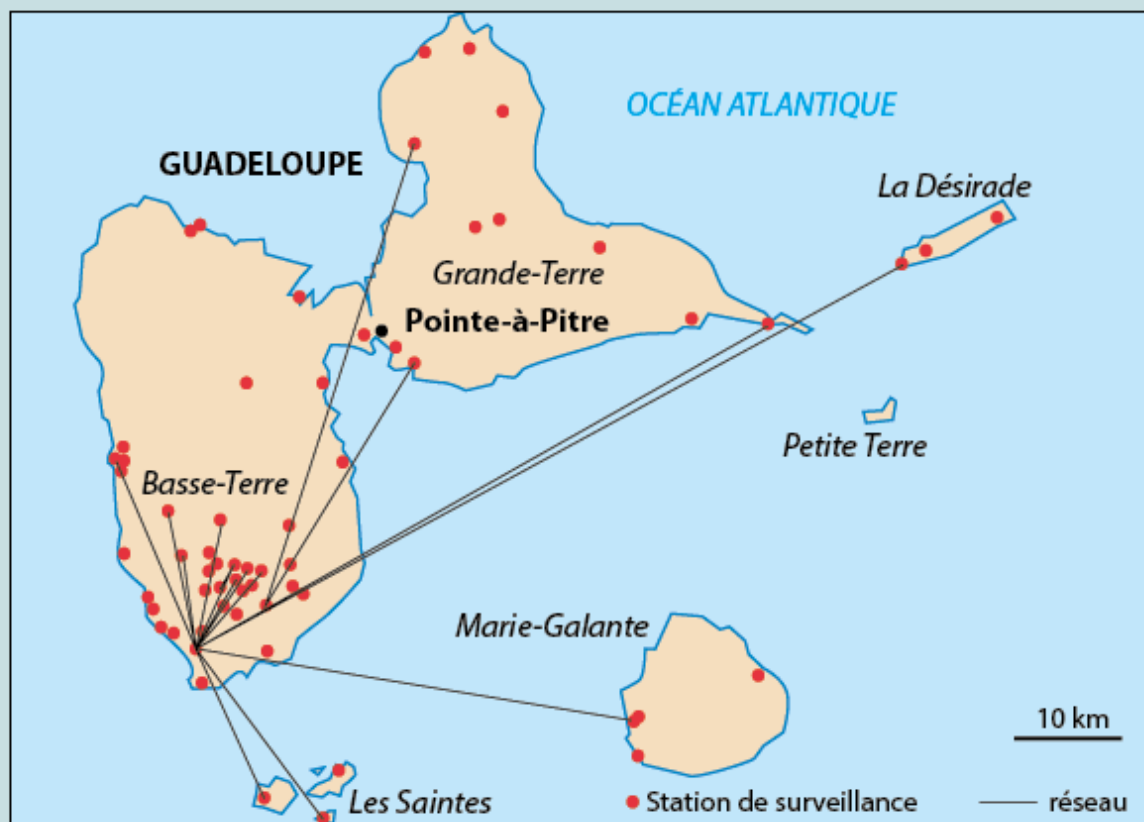 OCÉAN ATLANTIQUE
GUADELOUPE
La Désirade
Grande-Terre
Pointe-à-Pitre
Petite Terre
Basse-Terre
Marie-Galante
10 km
Les Saintes
Station de surveillance
réseau